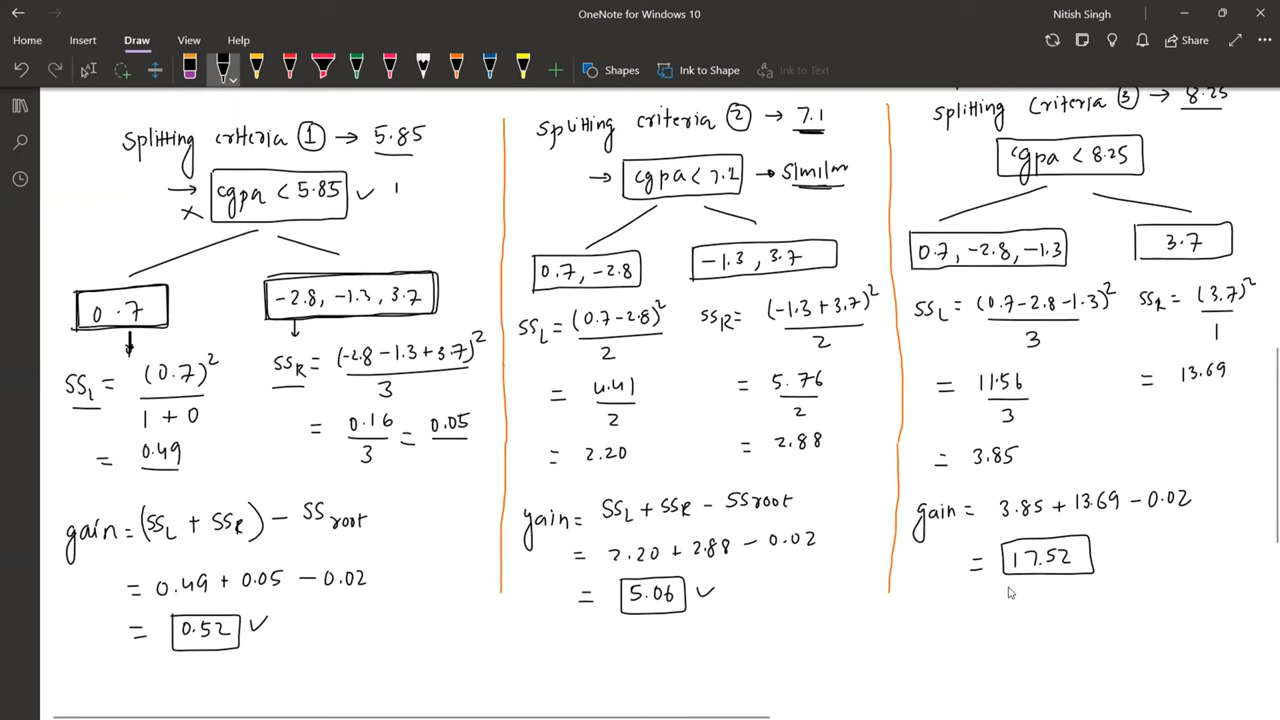 OneNote for Windows 10
Nitish Singh
Home Insert Draw View Help
Share
Shapes
Ink to Shape
Ink to Text
Splitting criteria ① → 5.85
→ cgpa < 5.85 ✓ 1
×
0.7
-2.8, -1.3, 3.7
SS_L = (0.7)² / 1 + 0
= 0.49
SS_R = (-2.8 - 1.3 + 3.7)² / 3
= 0.16 / 3 = 0.05
gain = (SS_L + SS_R) - SS root
= 0.49 + 0.05 - 0.02
= 0.52 ✓
Splitting criteria ② → 7.1
→ cgpa < 7.2 → similar
0.7, -2.8
-1.3, 3.7
SS_L = (0.7 - 2.8)² / 2
= 4.41 / 2
= 2.20
SS_R = (-1.3 + 3.7)² / 2
= 5.76 / 2
= 2.88
gain = SS_L + SS_R - SS root
= 2.20 + 2.88 - 0.02
= 5.06 ✓
Splitting criteria ③ → 8.25
cgpa < 8.25
0.7, -2.8, -1.3
3.7
SS_L = (0.7 - 2.8 - 1.3)² / 3
= 11.56 / 3
= 3.85
SS_R = (3.7)² / 1
= 13.69
gain = 3.85 + 13.69 - 0.02
= 17.52